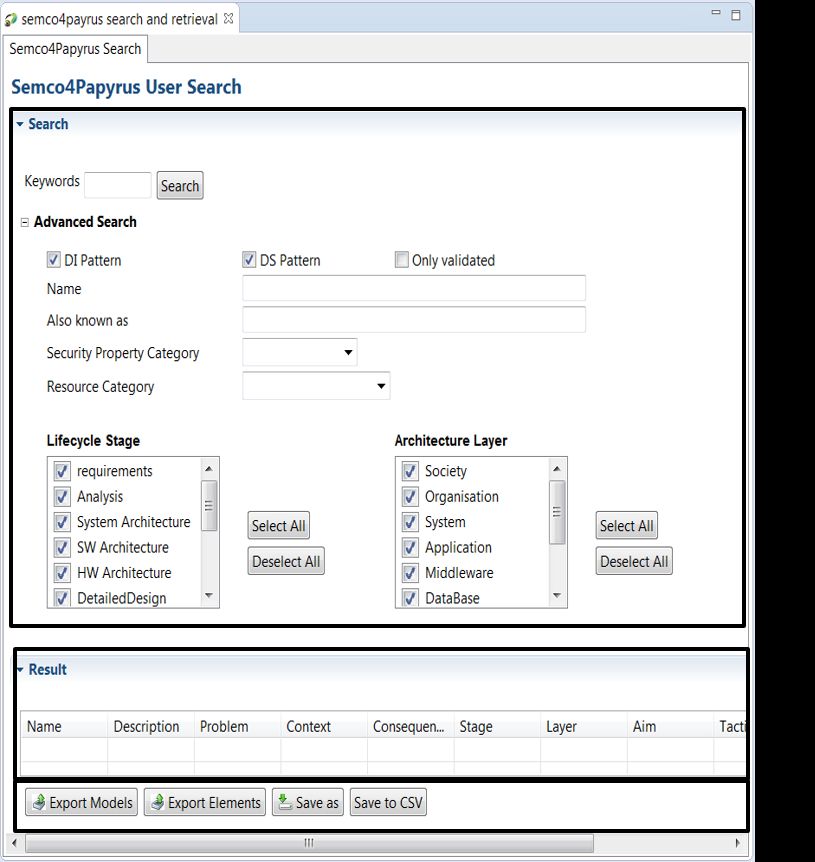 semco4payrus search and retrieval
Semco4Papyrus Search
Semco4Papyrus User Search
Search
Keywords Search
Advanced Search
DI Pattern DS Pattern Only validated
Name
Also known as
Security Property Category
Resource Category
Lifecycle Stage Architecture Layer
requirements Society
Analysis Organisation
System Architecture Select All System Select All
SW Architecture Deselect All Application Deselect All
HW Architecture Middleware
DetailedDesign DataBase
Result
Name Description Problem Context Consequen... Stage Layer Aim Tacti
Export Models Export Elements Save as Save to CSV